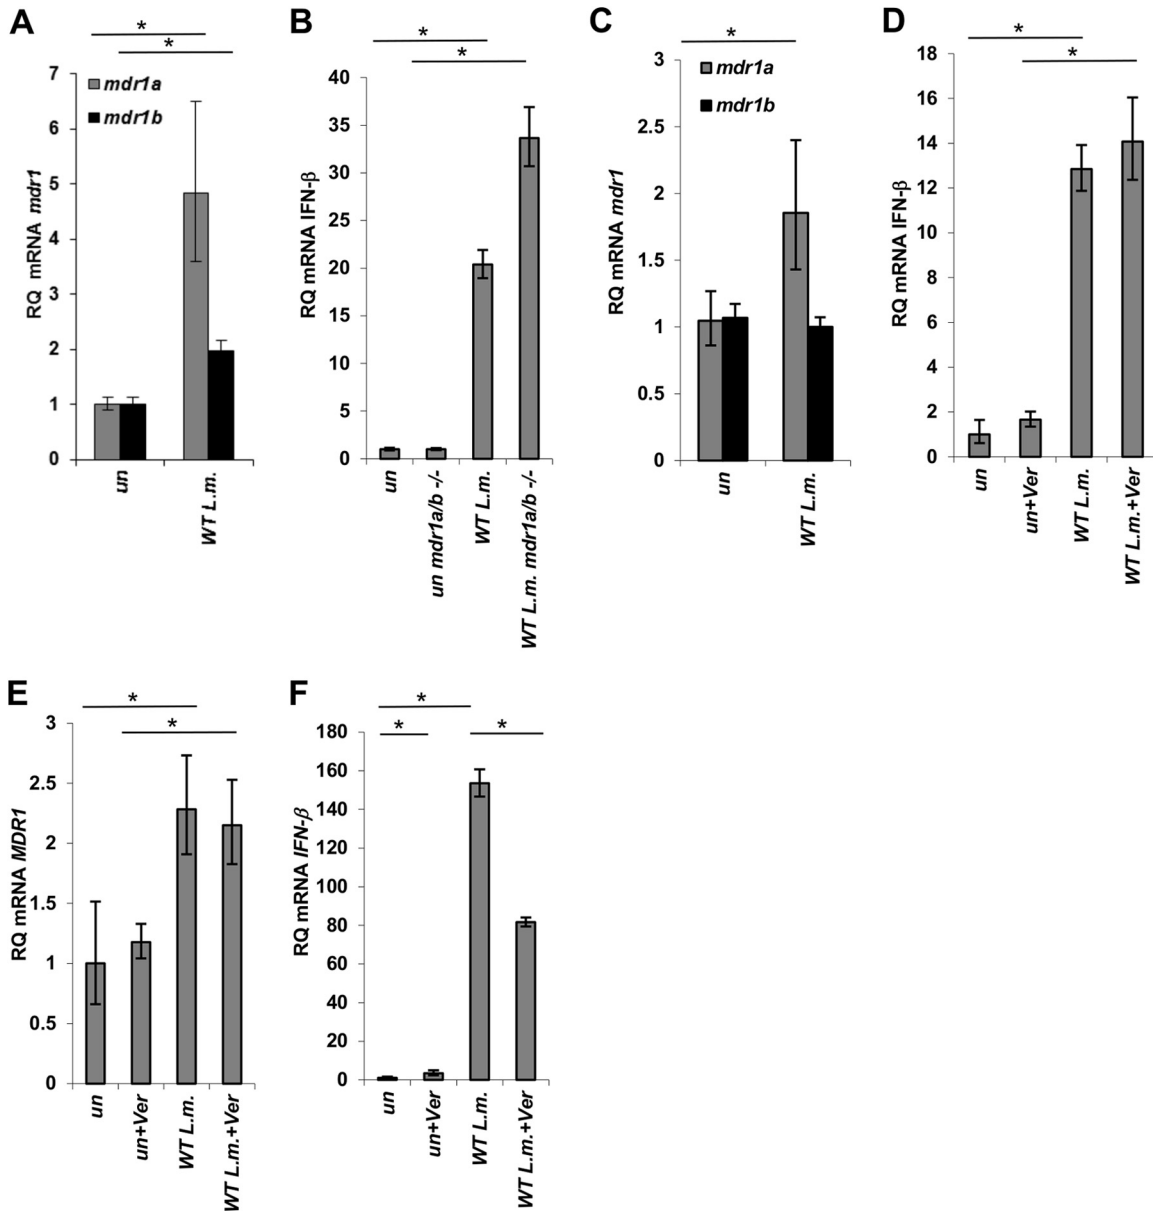 A
*
*
mdr1a
mdr1b
RQ mRNA mdr1
7
6
5
4
3
2
1
0
un
WT L.m.
B
*
*
RQ mRNA IFN-β
40
35
30
25
20
15
10
5
0
un
un mdr1a/b -/-
WT L.m.
WT L.m. mdr1a/b -/-
C
*
mdr1a
mdr1b
RQ mRNA mdr1
3
2.5
2
1.5
1
0.5
0
un
WT L.m.
D
*
*
RQ mRNA IFN-β
18
16
14
12
10
8
6
4
2
0
un
un+Ver
WT L.m.
WT L.m.+Ver
E
*
*
RQ mRNA MDR1
3
2.5
2
1.5
1
0.5
0
un
un+Ver
WT L.m.
WT L.m.+Ver
F
*
*
*
RQ mRNA IFN-β
180
160
140
120
100
80
60
40
20
0
un
un+Ver
WT L.m.
WT L.m.+Ver